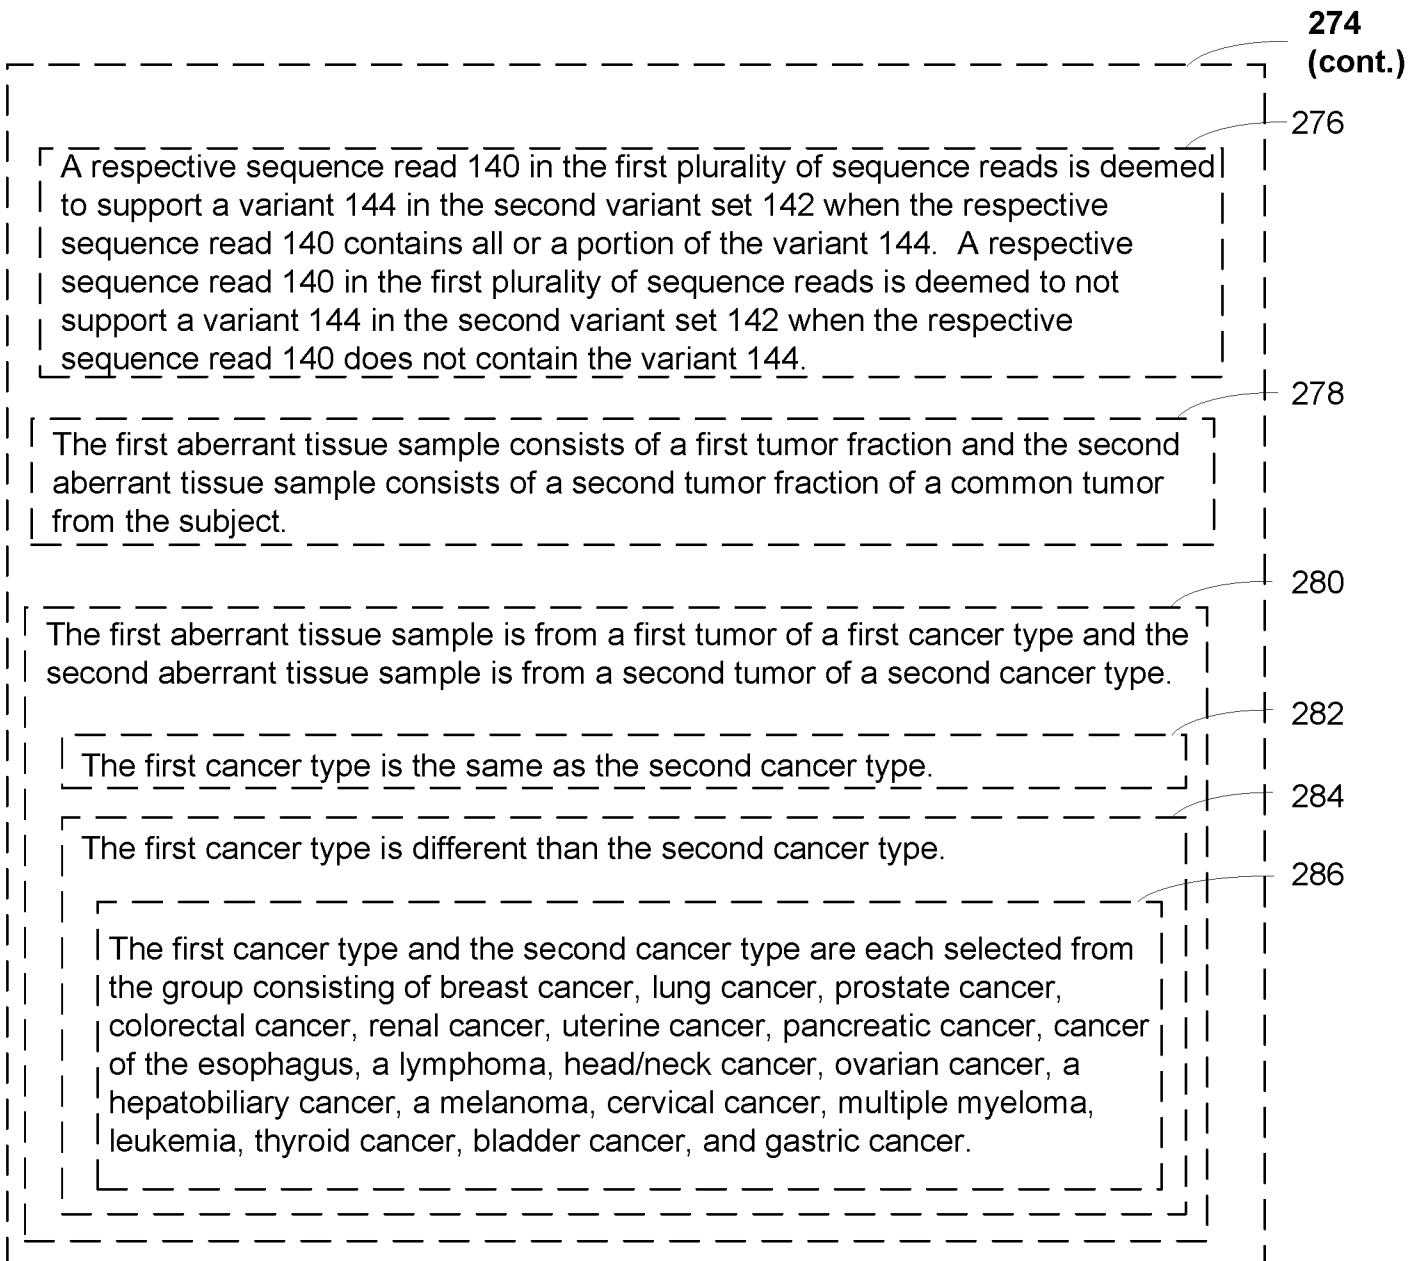 274
(cont.)
276
A respective sequence read 140 in the first plurality of sequence reads is deemed
to support a variant 144 in the second variant set 142 when the respective
sequence read 140 contains all or a portion of the variant 144.  A respective
sequence read 140 in the first plurality of sequence reads is deemed to not
support a variant 144 in the second variant set 142 when the respective
sequence read 140 does not contain the variant 144.
278
The first aberrant tissue sample consists of a first tumor fraction and the second
aberrant tissue sample consists of a second tumor fraction of a common tumor
from the subject.
280
The first aberrant tissue sample is from a first tumor of a first cancer type and the
second aberrant tissue sample is from a second tumor of a second cancer type.
282
The first cancer type is the same as the second cancer type.
284
The first cancer type is different than the second cancer type.
286
The first cancer type and the second cancer type are each selected from
the group consisting of breast cancer, lung cancer, prostate cancer,
colorectal cancer, renal cancer, uterine cancer, pancreatic cancer, cancer
of the esophagus, a lymphoma, head/neck cancer, ovarian cancer, a
hepatobiliary cancer, a melanoma, cervical cancer, multiple myeloma,
leukemia, thyroid cancer, bladder cancer, and gastric cancer.